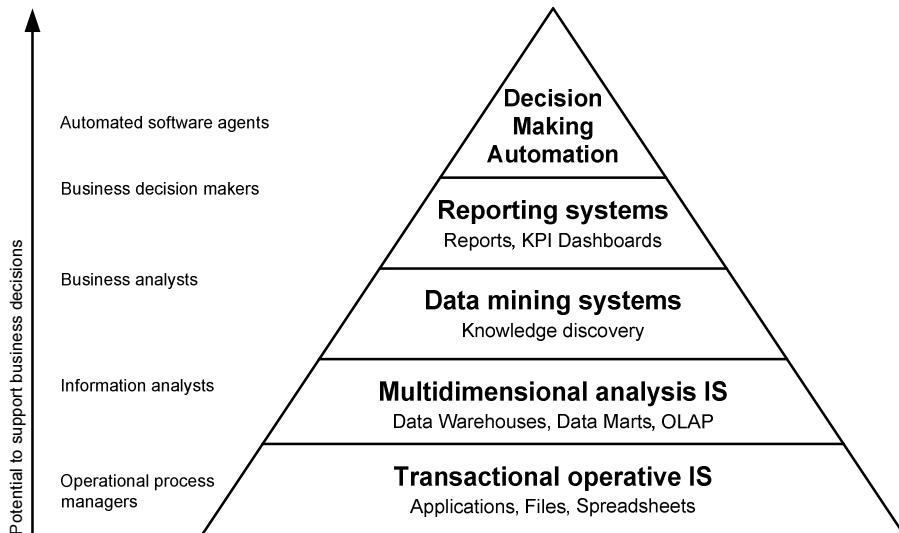 Potential to support business decisions
Automated software agents
Business decision makers
Business analysts
Information analysts
Operational process
managers
Decision
Making
Automation
Reporting systems
Reports, KPI Dashboards
Data mining systems
Knowledge discovery
Multidimensional analysis IS
Data Warehouses, Data Marts, OLAP
Transactional operative IS
Applications, Files, Spreadsheets